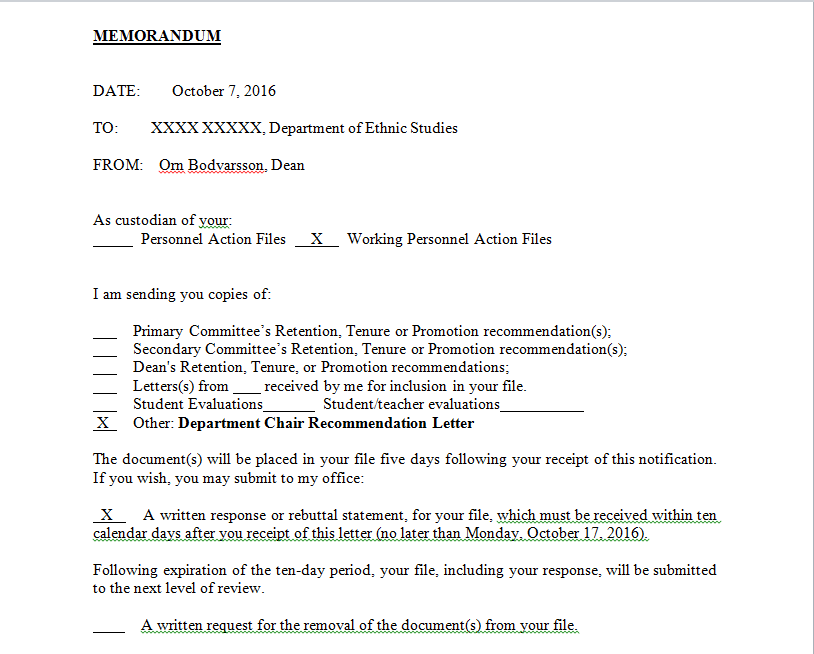 MEMORANDUM
DATE: October 7, 2016
TO: XXXX XXXXX, Department of Ethnic Studies
FROM: Orn Bodvarsson, Dean
As custodian of your:
_____ Personnel Action Files __X__ Working Personnel Action Files
I am sending you copies of:
___ Primary Committee’s Retention, Tenure or Promotion recommendation(s);
___ Secondary Committee’s Retention, Tenure or Promotion recommendation(s);
___ Dean's Retention, Tenure, or Promotion recommendations;
___ Letters(s) from ___ received by me for inclusion in your file.
___ Student Evaluations______ Student/teacher evaluations__________
X Other: Department Chair Recommendation Letter
The document(s) will be placed in your file five days following your receipt of this notification.
If you wish, you may submit to my office:
_X__ A written response or rebuttal statement, for your file, which must be received within ten
calendar days after you receipt of this letter (no later than Monday, October 17, 2016).
Following expiration of the ten-day period, your file, including your response, will be submitted
to the next level of review.
____ A written request for the removal of the document(s) from your file.